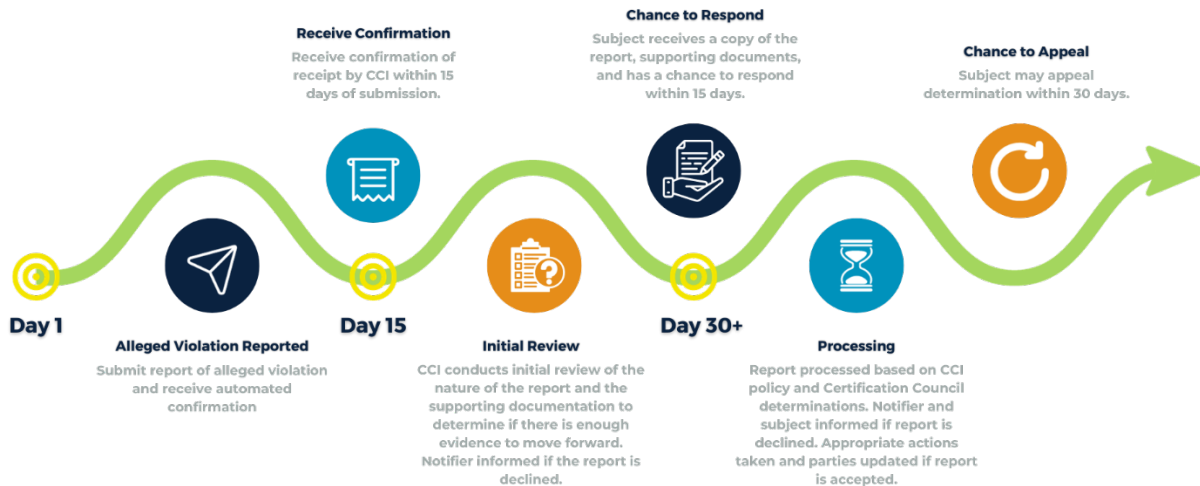 Day 1
Alleged Violation Reported
Submit report of alleged violation
and receive automated
confirmation
Receive Confirmation
Receive confirmation of
receipt by CCI within 15
days of submission.
Day 15
Initial Review
CCI conducts initial review of the
nature of the report and the
supporting documentation to
determine if there is enough
evidence to move forward.
Notifier informed if the report is
declined.
Chance to Respond
Subject receives a copy of the
report, supporting documents,
and has a chance to respond
within 15 days.
Day 30+
Processing
Report processed based on CCI
policy and Certification Council
determinations. Notifier and
subject informed if report is
declined. Appropriate actions
taken and parties updated if report
is accepted.
Chance to Appeal
Subject may appeal
determination within 30 days.